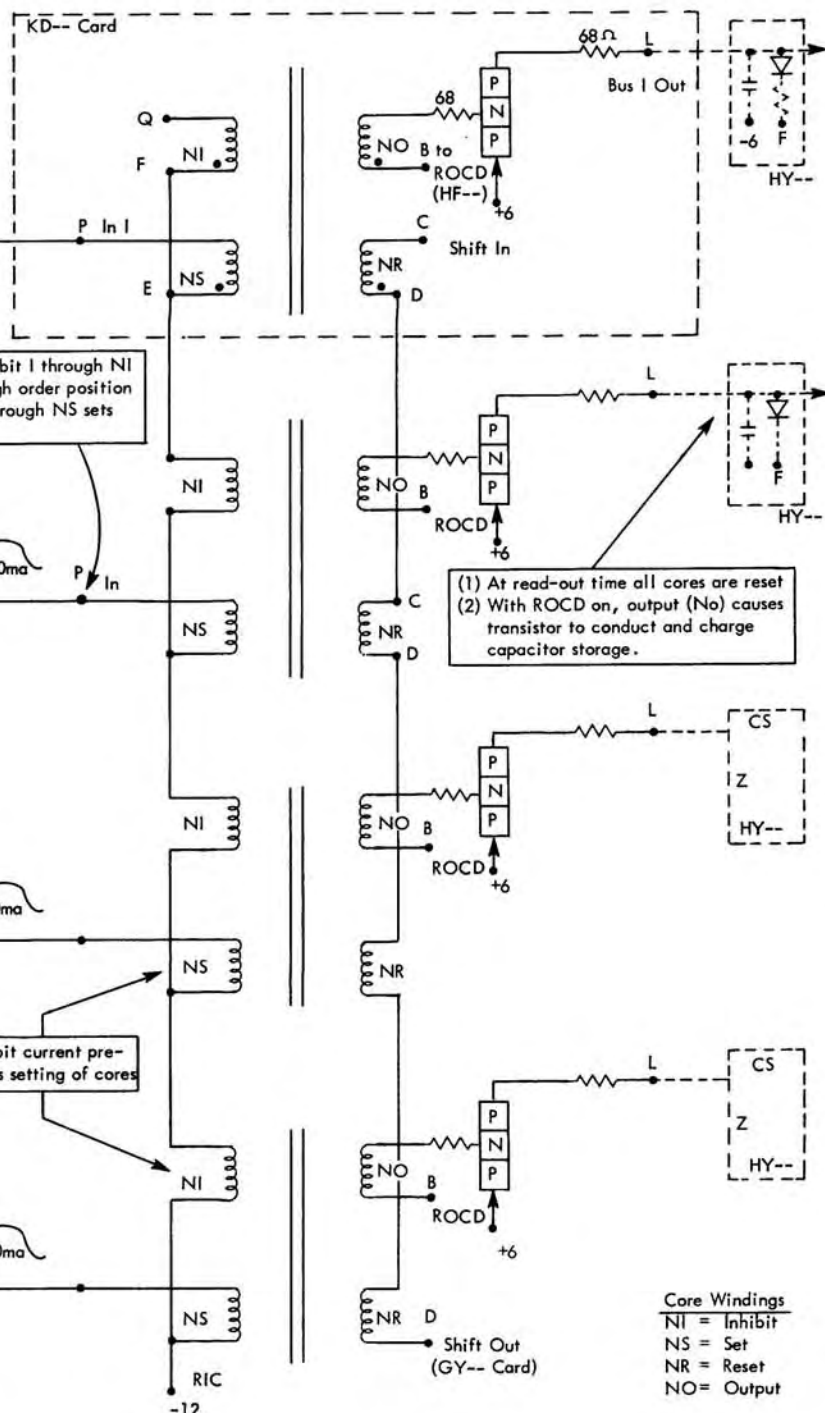 KD-- Card
68 Ω
L
Bus I Out
-6
F
HY--
Q
F
NI
68
NO
B to
ROCD
(HF--)
P
N
P
+6
P In I
E
NS
C
Shift In
NR
D
bit I through NI
gh order position
rough NS sets
NI
NO
B
ROCD
P
N
P
+6
L
F
HY--
0ma
P In
NS
C
NR
D
(1) At read-out time all cores are reset
(2) With ROCD on, output (No) causes
transistor to conduct and charge
capacitor storage.
NI
NO
B
ROCD
P
N
P
+6
L
CS
Z
HY--
ma
NS
NR
bit current pre-
s setting of cores
NI
NO
B
ROCD
P
N
P
+6
L
CS
Z
HY--
0ma
NS
NR
D
Shift Out
(GY-- Card)
RIC
-12
Core Windings
NI = Inhibit
NS = Set
NR = Reset
NO = Output